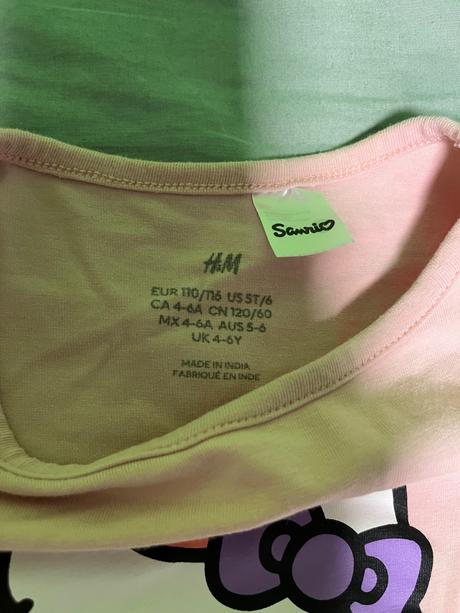 Sanrio
H&M
EUR 110/116 US 5T/6
CA 4-6A CN 120/60
MX 4-6A AUS 5-6
UK 4-6Y
MADE IN INDIA
FABRIQUÉ EN INDE